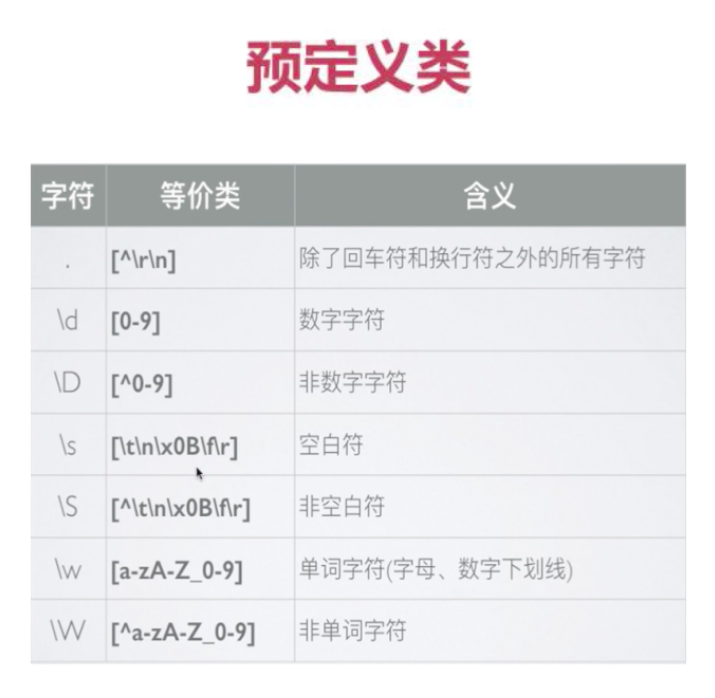 预定义类
字符 等价类 含义
. [^\r\n] 除了回车符和换行符之外的所有字符
\d [0-9] 数字字符
\D [^0-9] 非数字字符
\s [\t\n\x0B\f\r] 空白符
\S [^\t\n\x0B\f\r] 非空白符
\w [a-zA-Z_0-9] 单词字符(字母、数字下划线)
\W [^a-zA-Z_0-9] 非单词字符